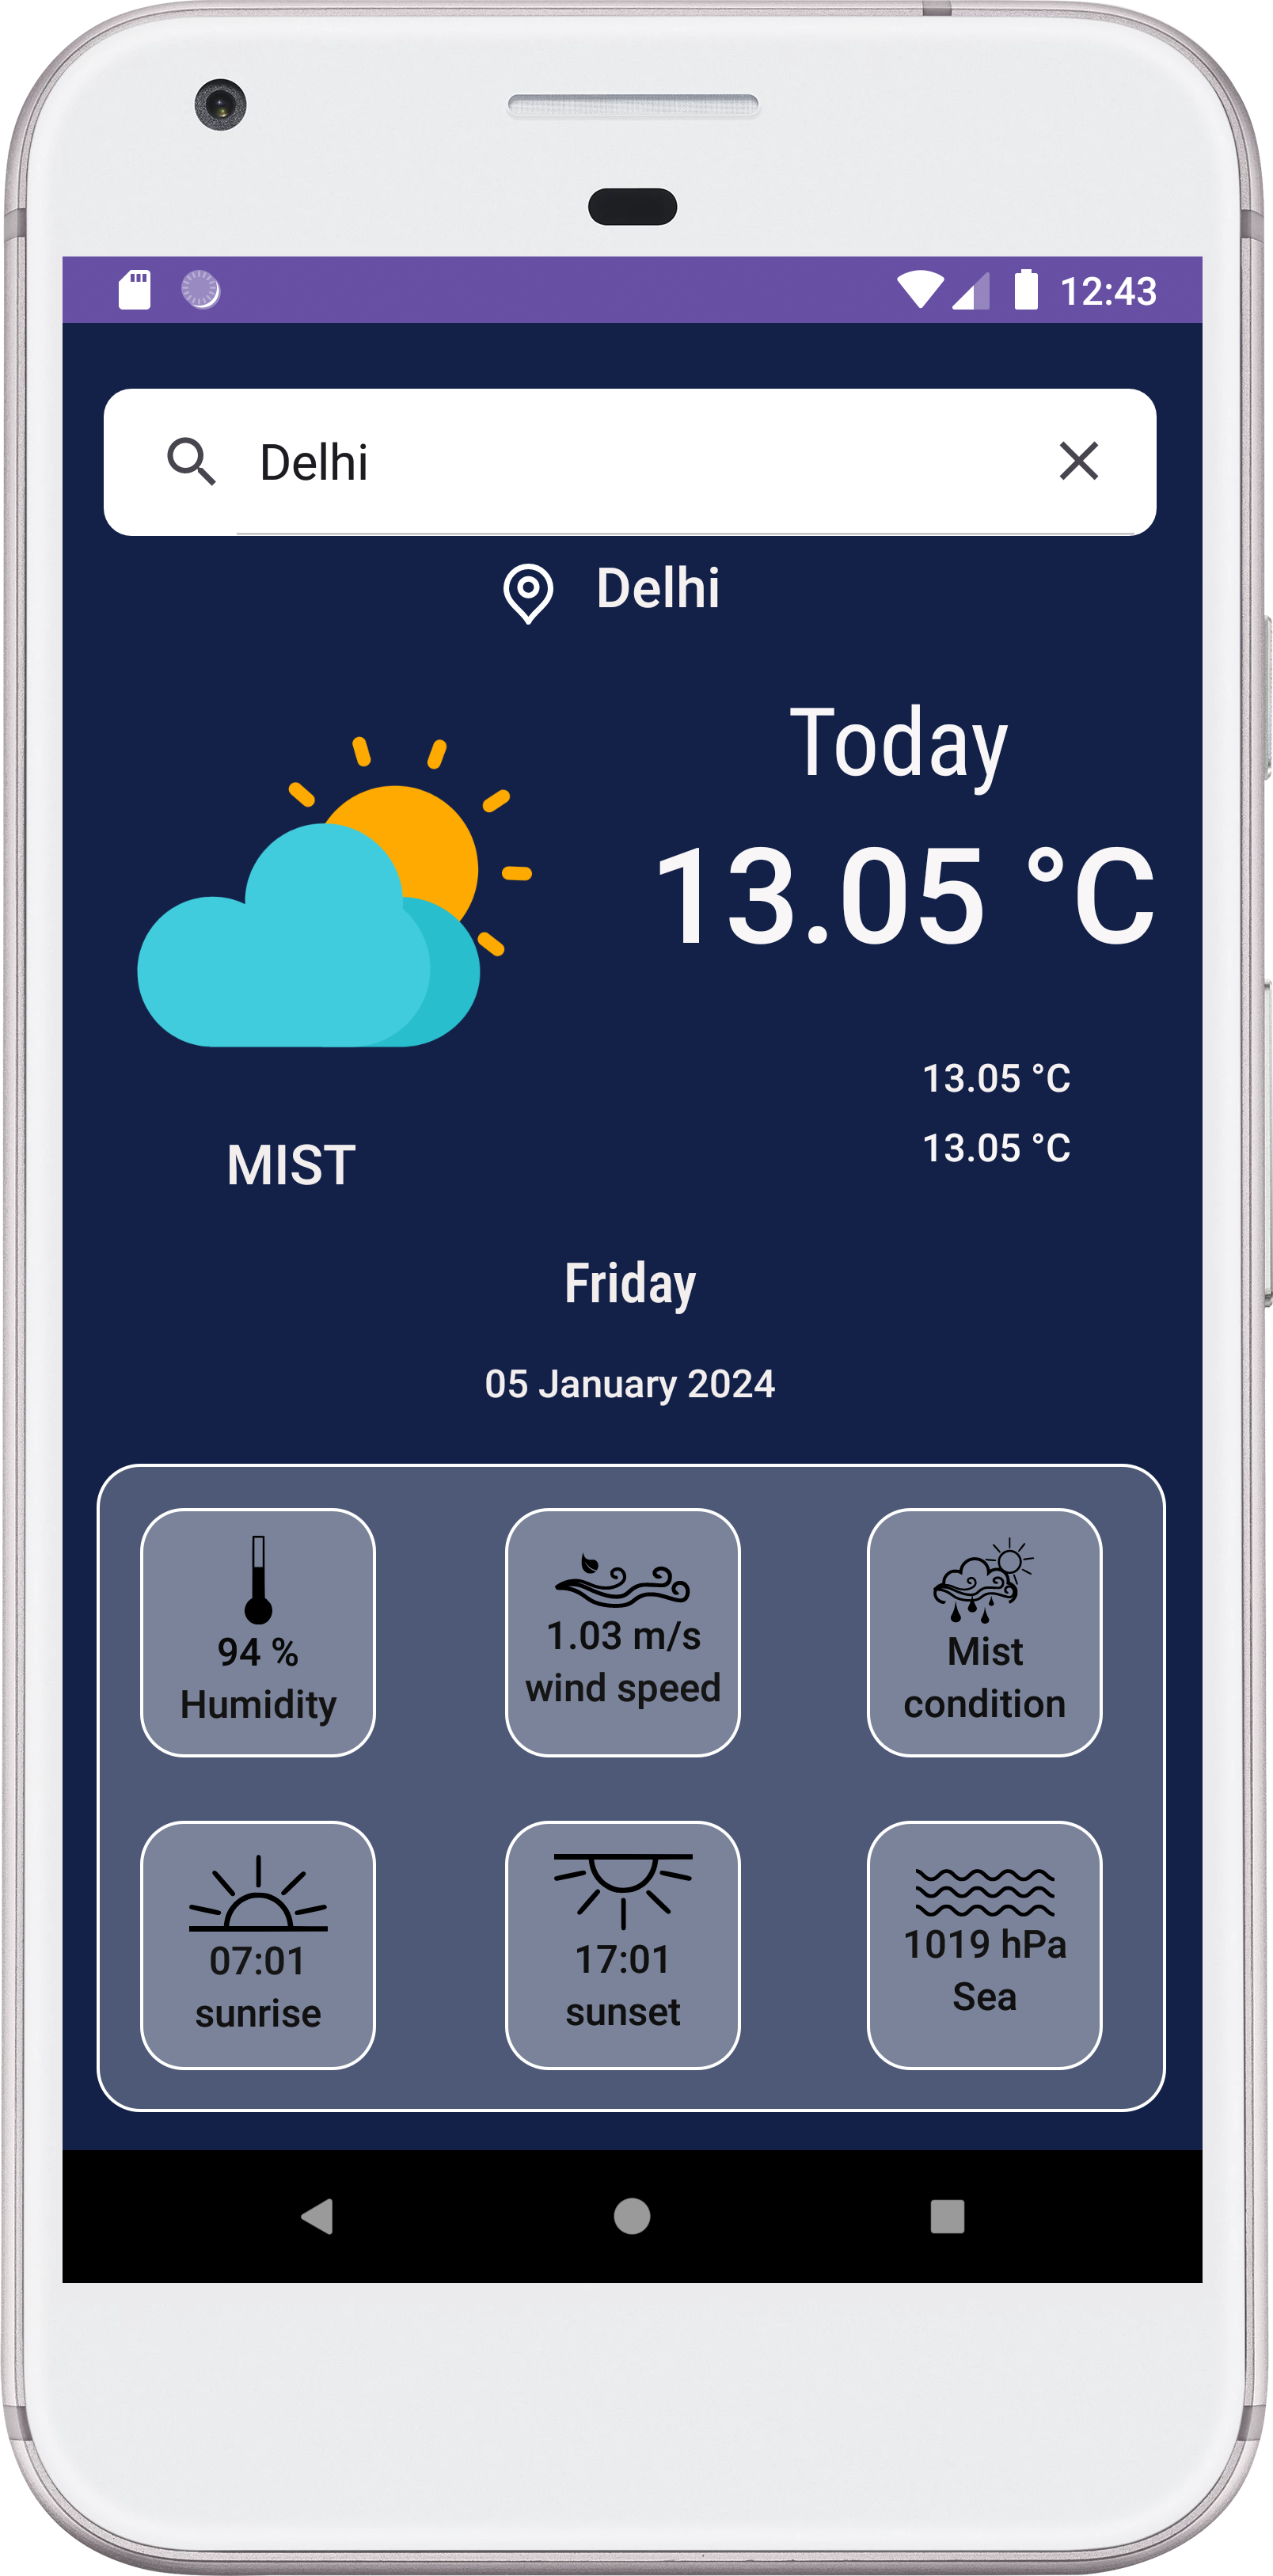 12:43
Delhi
Delhi
Today
13.05 °C
13.05 °C
13.05 °C
MIST
Friday
05 January 2024
94 %
Humidity
1.03 m/s
wind speed
Mist
condition
07:01
sunrise
17:01
sunset
1019 hPa
Sea